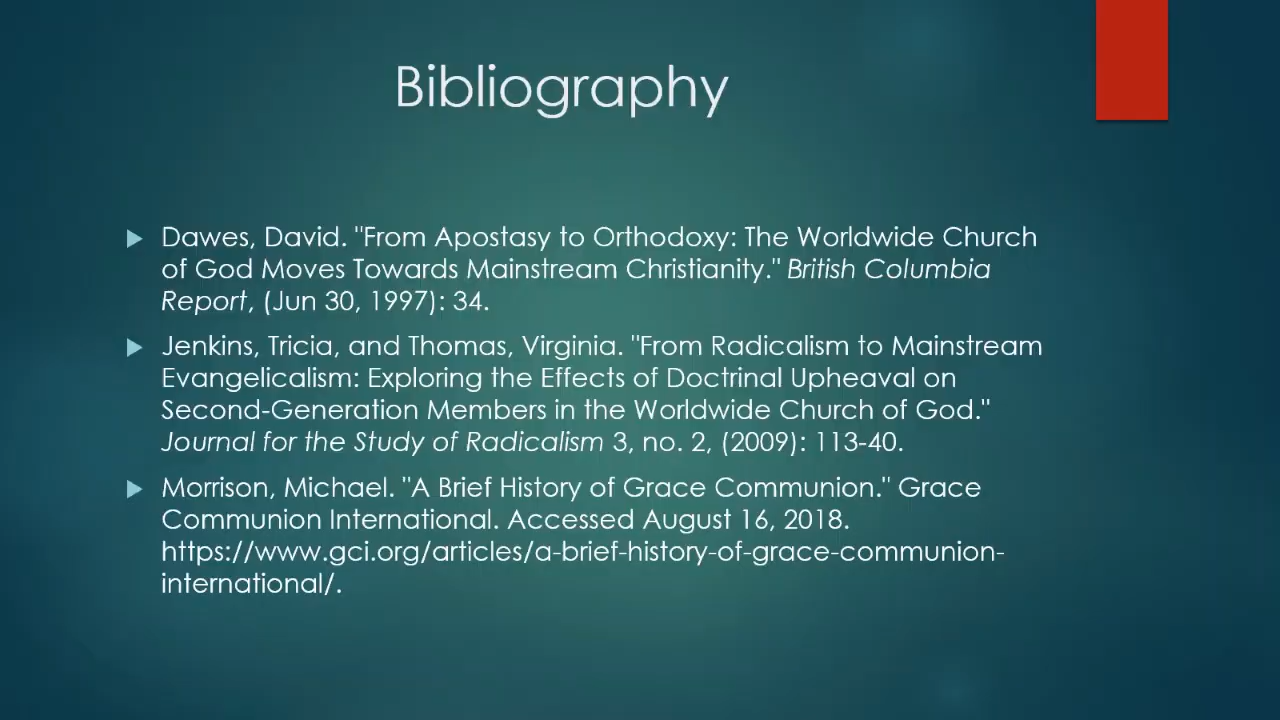 Bibliography
Dawes, David. "From Apostasy to Orthodoxy: The Worldwide Church
of God Moves Towards Mainstream Christianity." British Columbia
Report, (Jun 30, 1997): 34.
Jenkins, Tricia, and Thomas, Virginia. "From Radicalism to Mainstream
Evangelicalism: Exploring the Effects of Doctrinal Upheaval on
Second-Generation Members in the Worldwide Church of God."
Journal for the Study of Radicalism 3, no. 2, (2009): 113-40.
Morrison, Michael. "A Brief History of Grace Communion." Grace
Communion International. Accessed August 16, 2018.
https://www.gci.org/articles/a-brief-history-of-grace-communion-
international/.